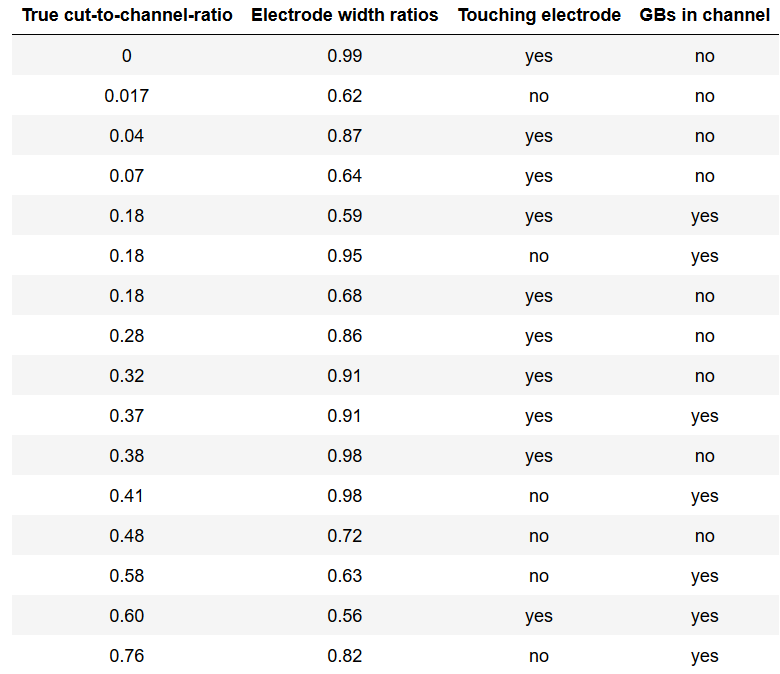 True cut-to-channel-ratio Electrode width ratios Touching electrode GBs in channel
0 0.99 yes no
0.017 0.62 no no
0.04 0.87 yes no
0.07 0.64 yes no
0.18 0.59 yes yes
0.18 0.95 no yes
0.18 0.68 yes no
0.28 0.86 yes no
0.32 0.91 yes no
0.37 0.91 yes yes
0.38 0.98 yes no
0.41 0.98 no yes
0.48 0.72 no no
0.58 0.63 no yes
0.60 0.56 yes yes
0.76 0.82 no yes